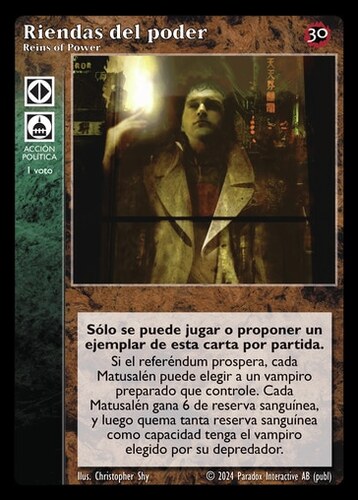 Riendas del poder
Reins of Power
30
ACCIÓN
POLÍTICA
1 voto
Sólo se puede jugar o proponer un
ejemplar de esta carta por partida.
Si el referéndum prospera, cada
Matusalén puede elegir a un vampiro
preparado que controle. Cada
Matusalén gana 6 de reserva sanguínea,
y luego quema tanta reserva sanguínea
como capacidad tenga el vampiro
elegido por su depredador.
Ilus. Christopher Shy © 2024 Paradox Interactive AB (publ)